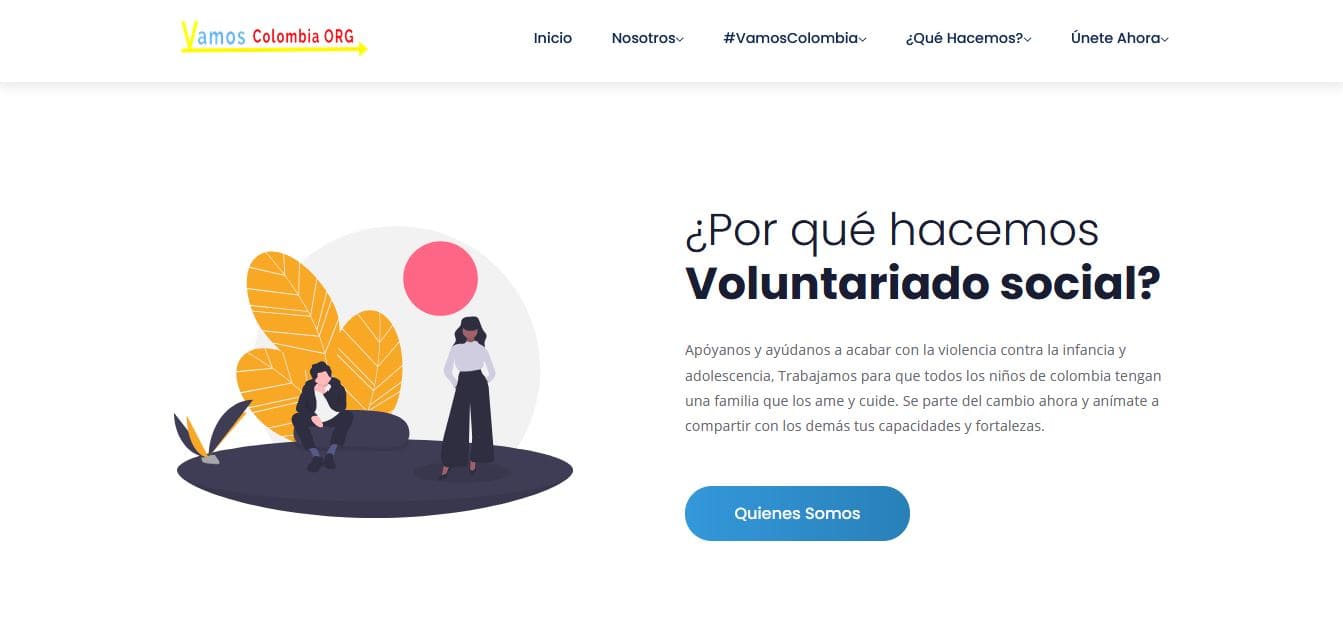 Vamos Colombia ORG
Inicio
Nosotros
#VamosColombia
¿Qué Hacemos?
Únete Ahora
¿Por qué hacemos
Voluntariado social?
Apóyanos y ayúdanos a acabar con la violencia contra la infancia y
adolescencia, Trabajamos para que todos los niños de colombia tengan
una familia que los ame y cuide. Se parte del cambio ahora y anímate a
compartir con los demás tus capacidades y fortalezas.
Quienes Somos